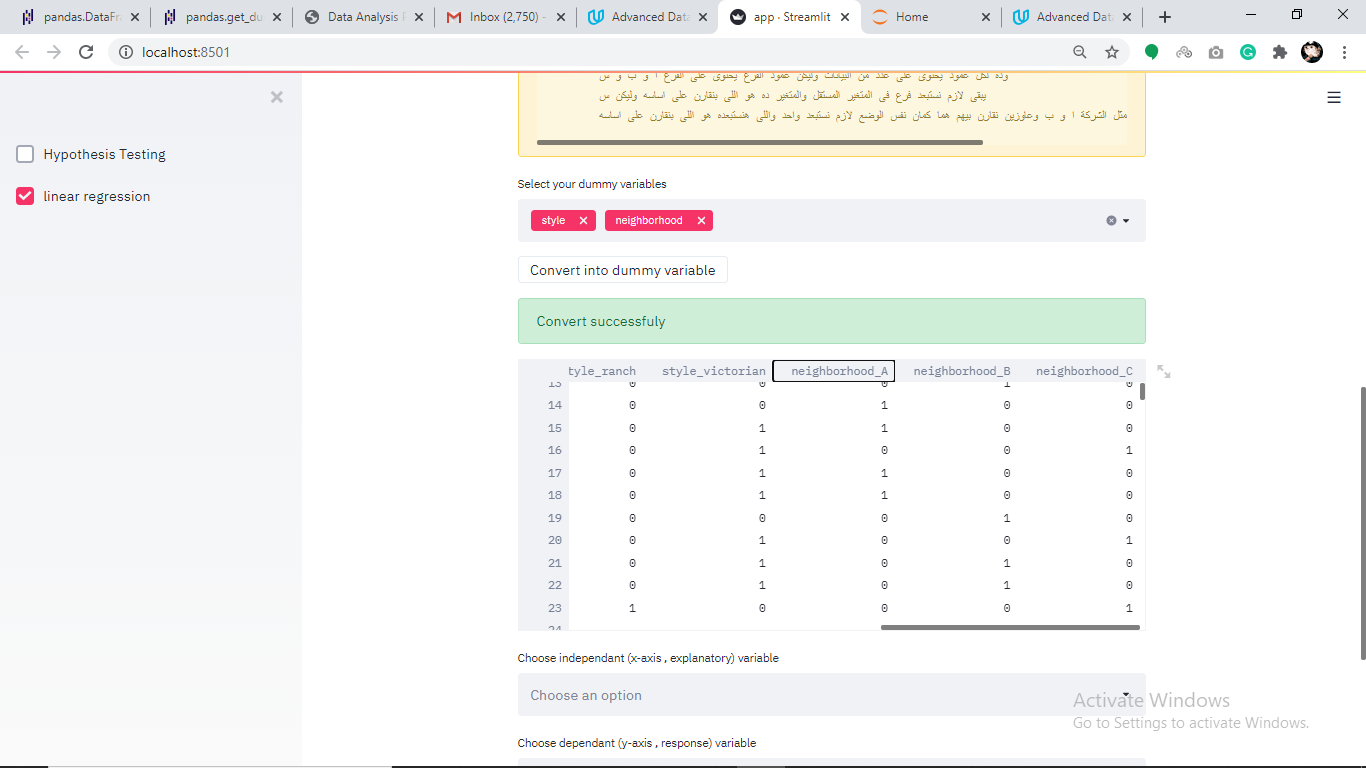 pandas.DataFra
pandas.get_du
Data Analysis F
Inbox (2,750) -
Advanced Data
app · Streamlit
Home
Advanced Data
localhost:8501
وده لكل عمود يحتوى على عدد من البيانات وليكن عمود الفرع يحتوى على الفرع ا و ب و س
يبقى لازم نستبعد فرع فى المتغير المستقل والمتغير ده هو اللى بنقارن على اساسه وليكن س
مثل الشركة ا و ب وعاوزين نقارن بيهم هما كمان نفس الوضع لازم نستبعد واحد واللى هنستبعده هو اللى بنقارن على اساسه
Hypothesis Testing
linear regression
Select your dummy variables
style neighborhood
Convert into dummy variable
Convert successfuly
tyle_ranch style_victorian neighborhood_A neighborhood_B neighborhood_C
13 0 0 0 1 0
14 0 0 1 0 0
15 0 1 1 0 0
16 0 1 0 0 1
17 0 1 1 0 0
18 0 1 1 0 0
19 0 0 0 1 0
20 0 1 0 0 1
21 0 1 0 1 0
22 0 1 0 1 0
23 1 0 0 0 1
24
Choose independant (x-axis , explanatory) variable
Choose an option
Choose dependant (y-axis , response) variable
Activate Windows
Go to Settings to activate Windows.